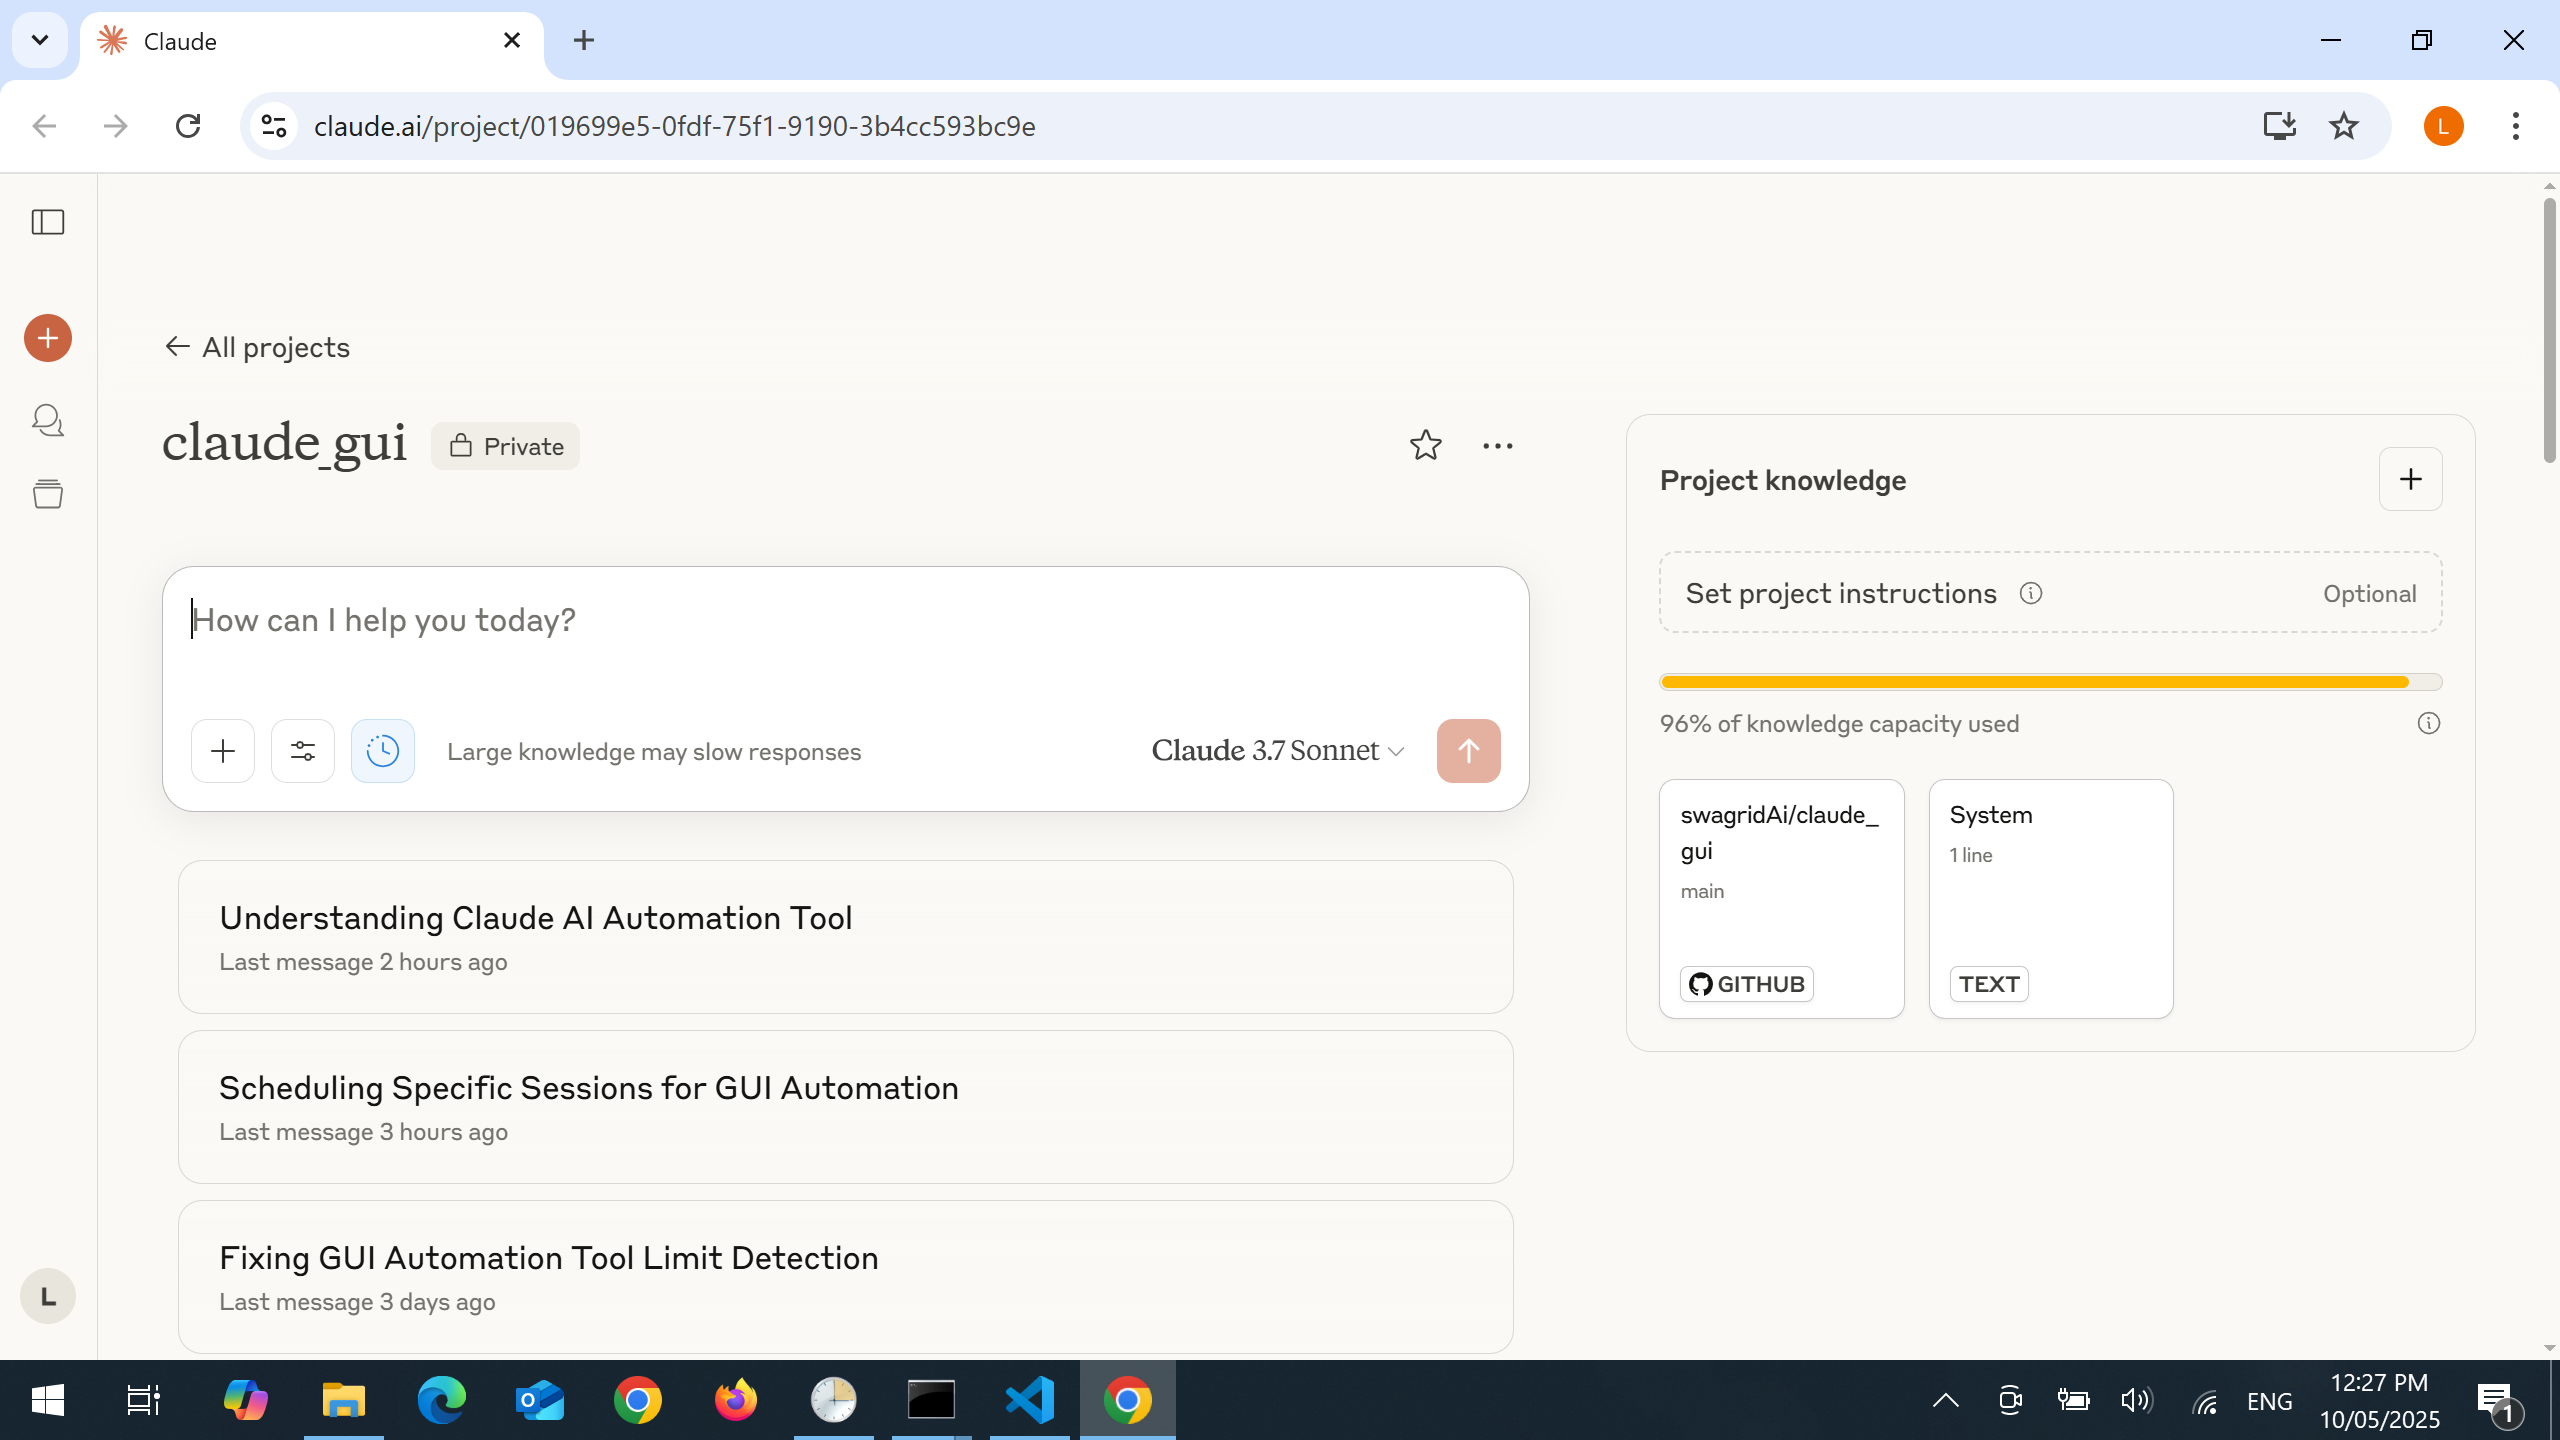 Claude
claude.ai/project/019699e5-0fdf-75f1-9190-3b4cc593bc9e
L
All projects
claude_gui
Private
How can I help you today?
Large knowledge may slow responses
Claude 3.7 Sonnet
Understanding Claude AI Automation Tool
Last message 2 hours ago
Scheduling Specific Sessions for GUI Automation
Last message 3 hours ago
Fixing GUI Automation Tool Limit Detection
Last message 3 days ago
Project knowledge
Set project instructions
Optional
96% of knowledge capacity used
swagridAi/claude_
gui
main
GITHUB
System
1 line
TEXT
L
ENG
12:27 PM
10/05/2025
1